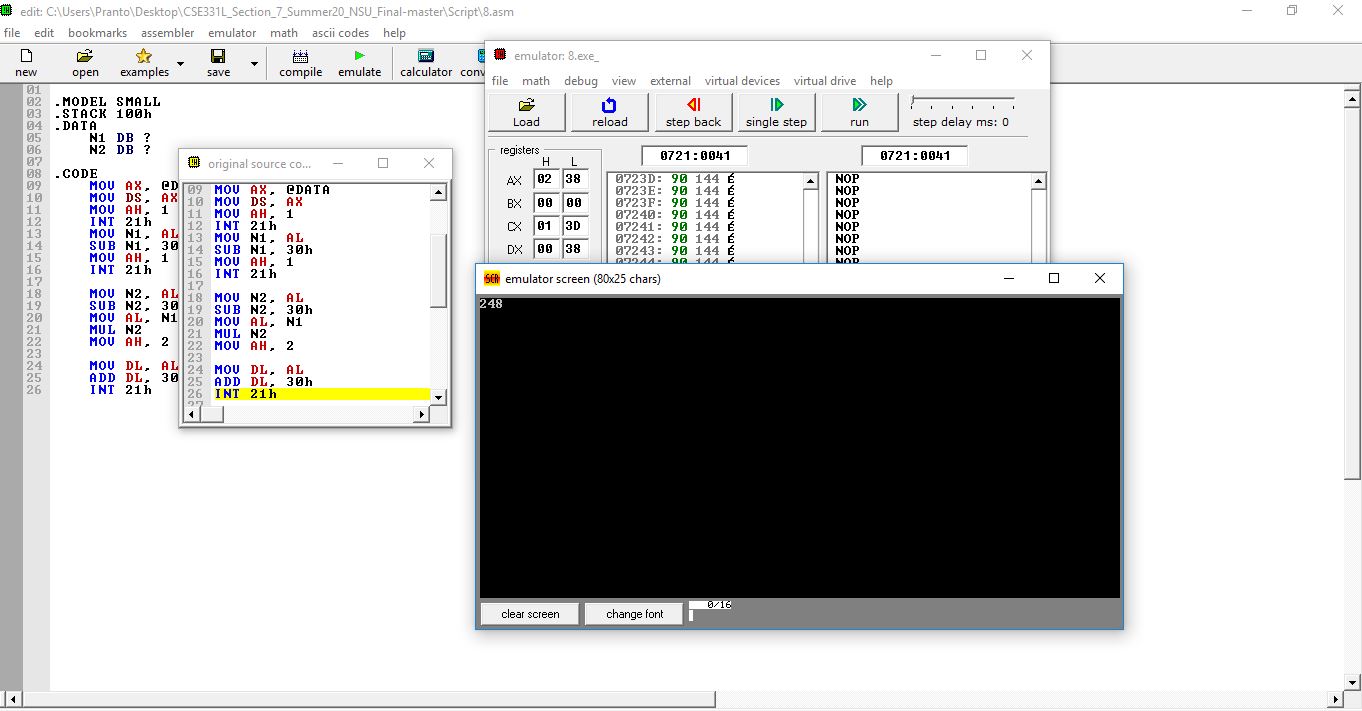 edit: C:\Users\Pranto\Desktop\CSE331L_Section_7_Summer20_NSU_Final-master\Script\8.asm
file edit bookmarks assembler emulator math ascii codes help
new open examples save compile emulate calculator conv
01
02 .MODEL SMALL
03 .STACK 100h
04 .DATA
05 N1 DB ?
06 N2 DB ?
07
08 .CODE
09 MOV AX, @D
10 MOV DS, AX
11 MOV AH, 1
12 INT 21h
13 MOV N1, AL
14 SUB N1, 30
15 MOV AH, 1
16 INT 21h
17
18 MOV N2, AL
19 SUB N2, 30
20 MOV AL, N1
21 MUL N2
22 MOV AH, 2
23
24 MOV DL, AL
25 ADD DL, 30
26 INT 21h
original source co...
09 MOV AX, @DATA
10 MOV DS, AX
11 MOV AH, 1
12 INT 21h
13 MOV N1, AL
14 SUB N1, 30h
15 MOV AH, 1
16 INT 21h
17
18 MOV N2, AL
19 SUB N2, 30h
20 MOV AL, N1
21 MUL N2
22 MOV AH, 2
23
24 MOV DL, AL
25 ADD DL, 30h
26 INT 21h
27
emulator: 8.exe_
file math debug view external virtual devices virtual drive help
Load reload step back single step run step delay ms: 0
registers
H L
AX 02 38
BX 00 00
CX 01 3D
DX 00 38
0721:0041 0721:0041
0723D: 90 144 É NOP
0723E: 90 144 É NOP
0723F: 90 144 É NOP
07240: 90 144 É NOP
07241: 90 144 É NOP
07242: 90 144 É NOP
07243: 90 144 É NOP
07244: 90 144 É NOP
SCR emulator screen (80x25 chars)
248
clear screen change font 0/16